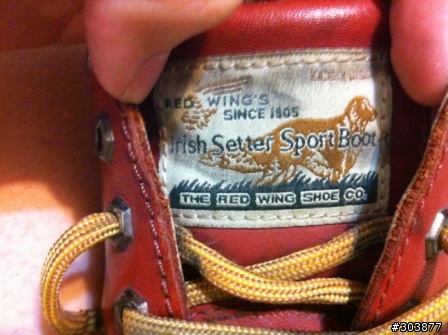 RED WING'S
SINCE 1905
Irish Setter Sport Boot
THE RED WING SHOE CO.
#303877